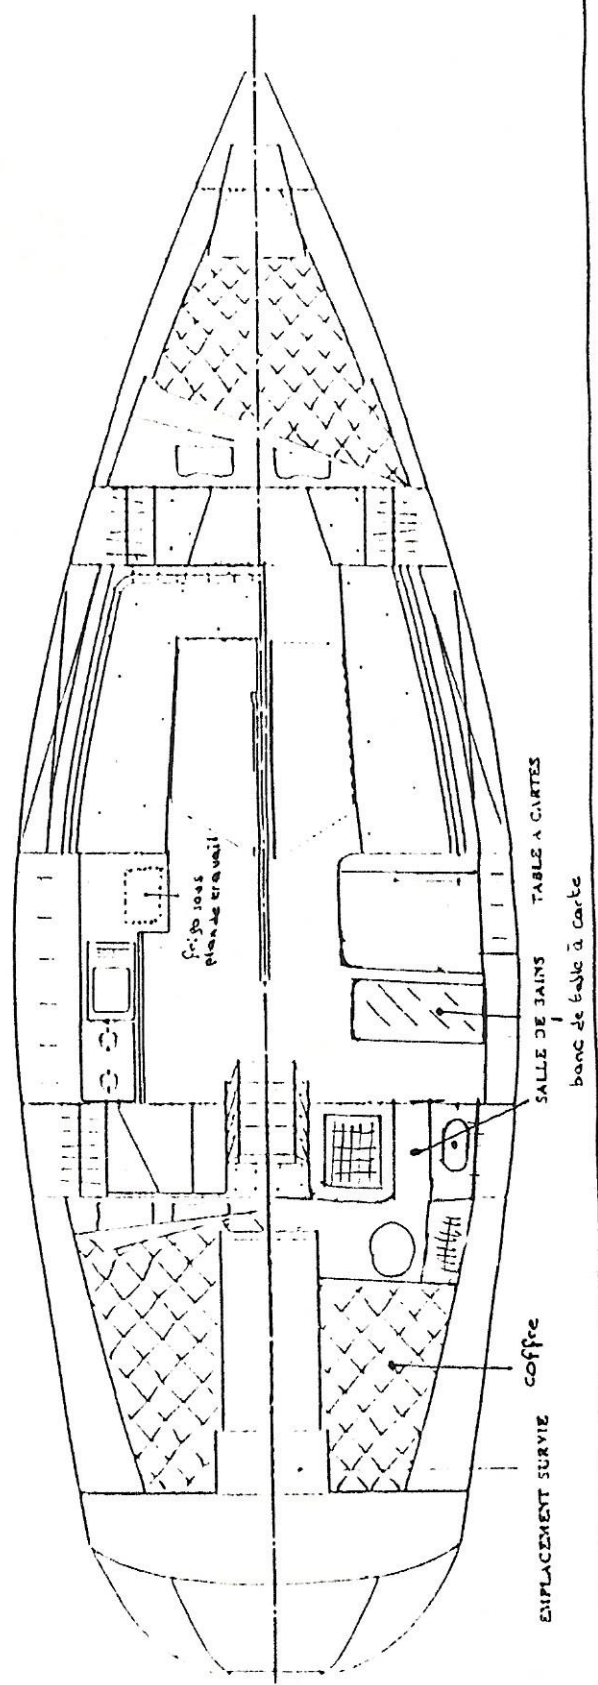 frigo sous
plan de travail
TABLE A CARTES
SALLE DE BAINS
banc de table à carte
coffre
EMPLACEMENT SURVIE